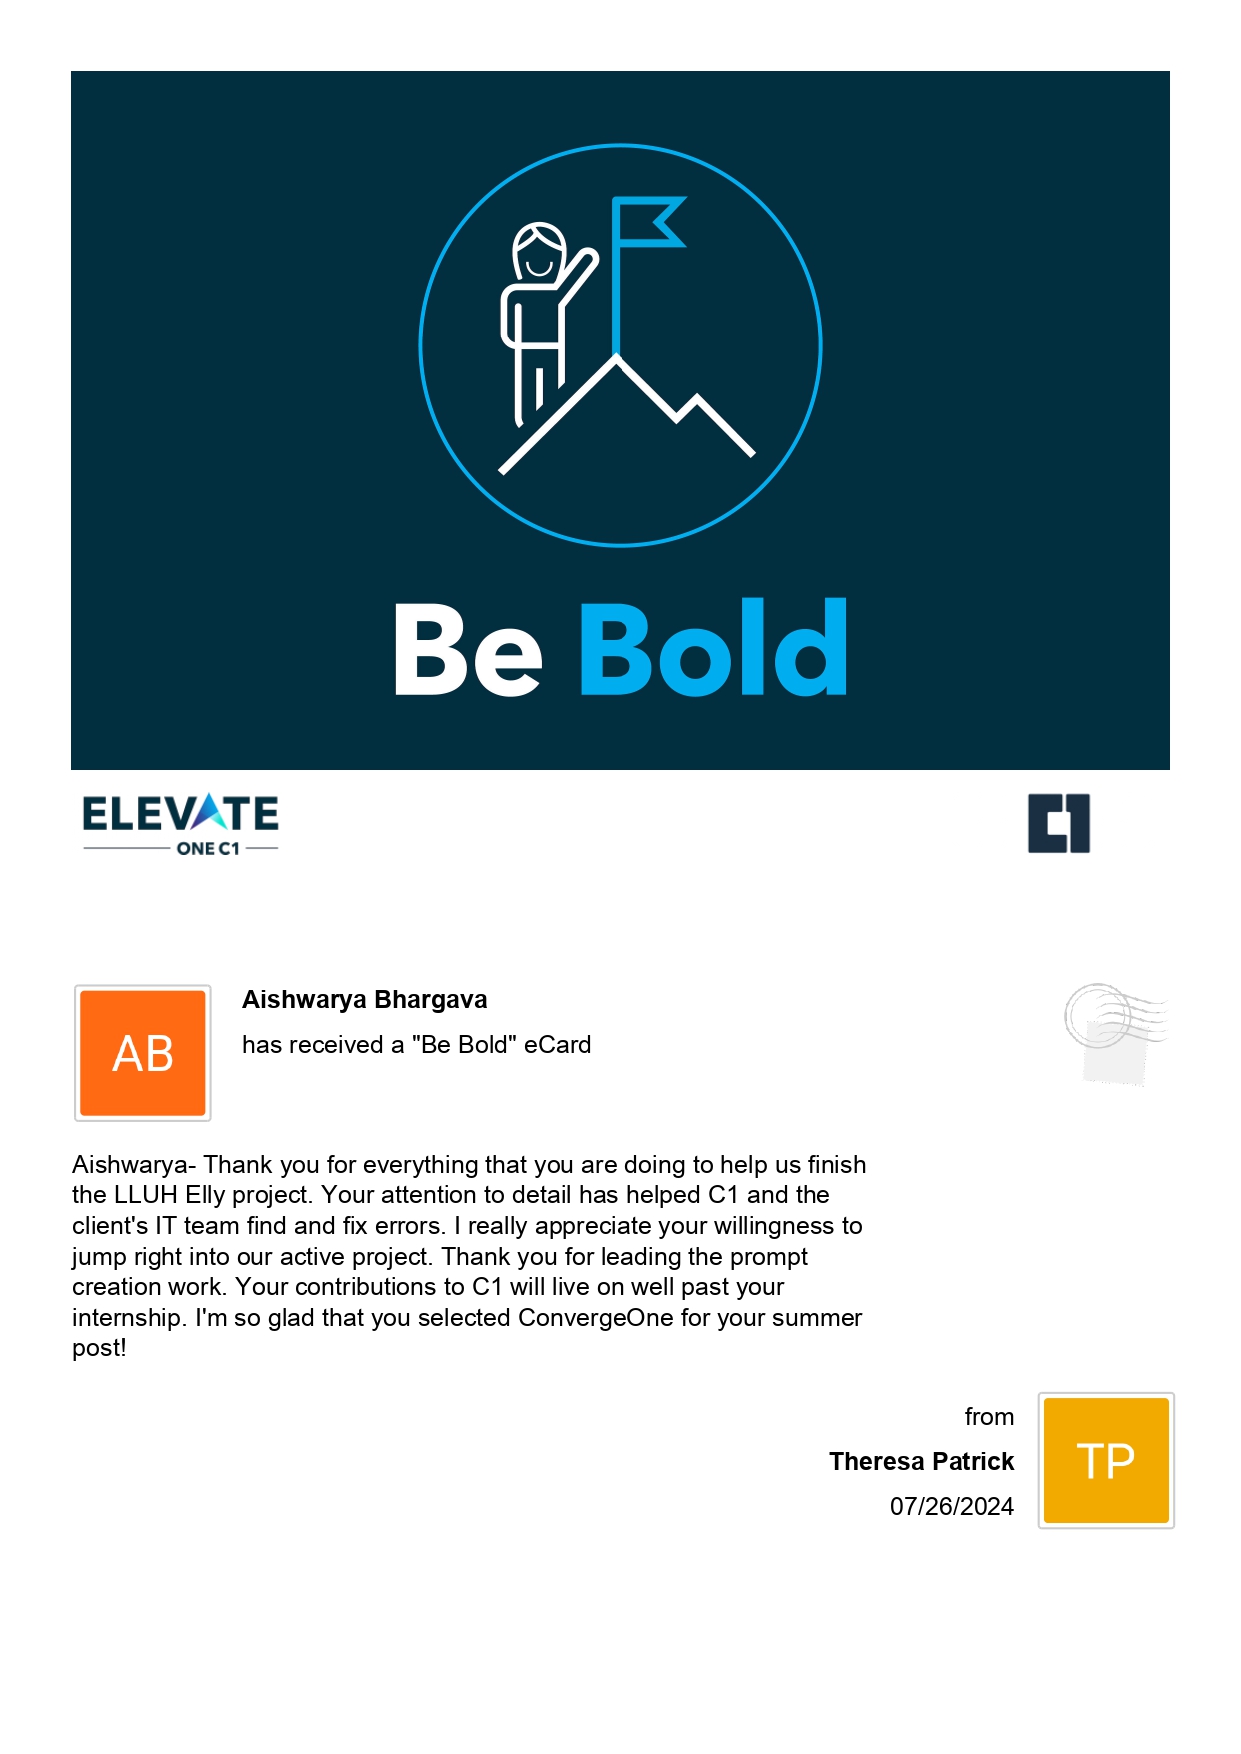 Be Bold
ELEVATE
ONE C1
C1
AB
Aishwarya Bhargava
has received a "Be Bold" eCard
Aishwarya- Thank you for everything that you are doing to help us finish
the LLUH Elly project. Your attention to detail has helped C1 and the
client's IT team find and fix errors. I really appreciate your willingness to
jump right into our active project. Thank you for leading the prompt
creation work. Your contributions to C1 will live on well past your
internship. I'm so glad that you selected ConvergeOne for your summer
post!
from
Theresa Patrick
07/26/2024
TP